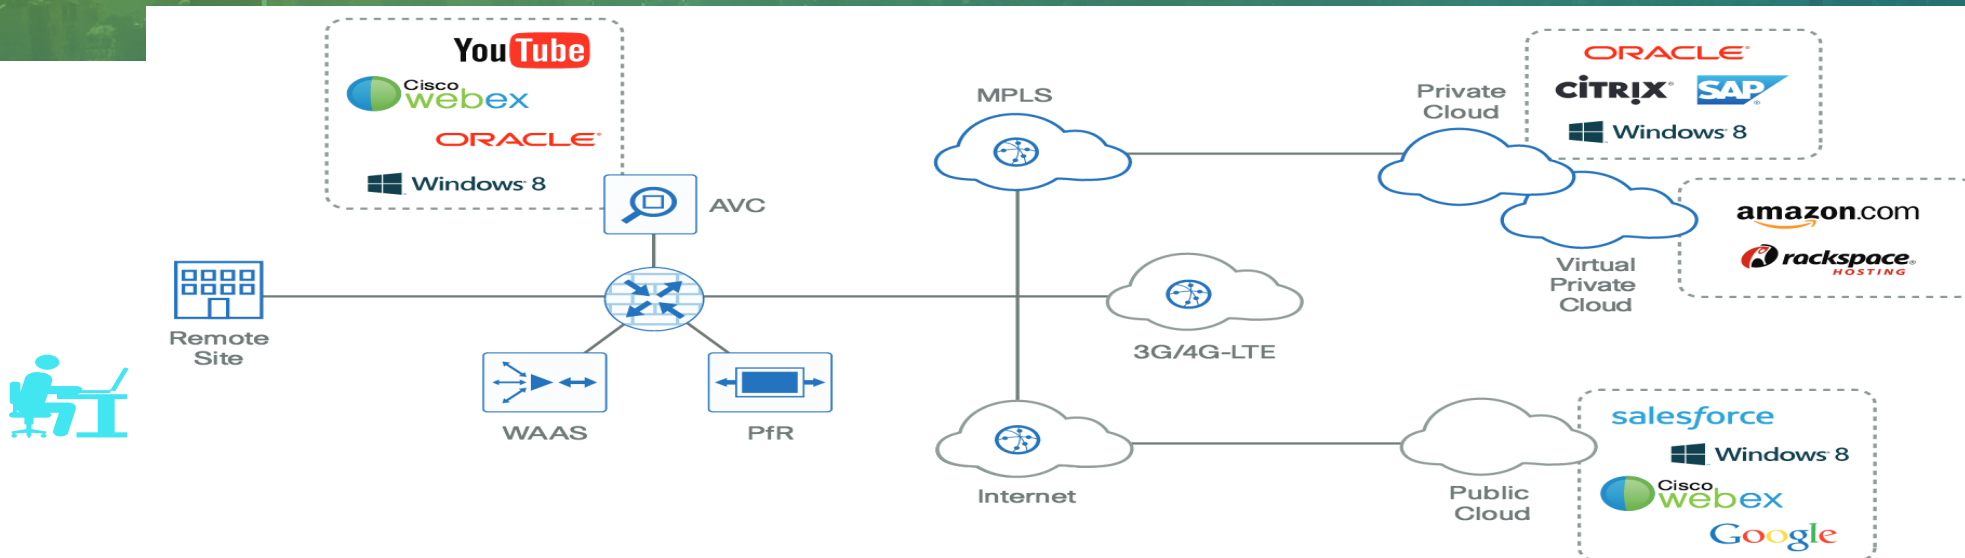 YouTube
Cisco
webex
ORACLE
Windows 8
AVC
Remote
Site
WAAS
PfR
MPLS
3G/4G-LTE
Internet
Private
Cloud
ORACLE
CITRIX SAP
Windows 8
Virtual
Private
Cloud
amazon.com
rackspace
HOSTING
Public
Cloud
salesforce
Windows 8
Cisco
webex
Google